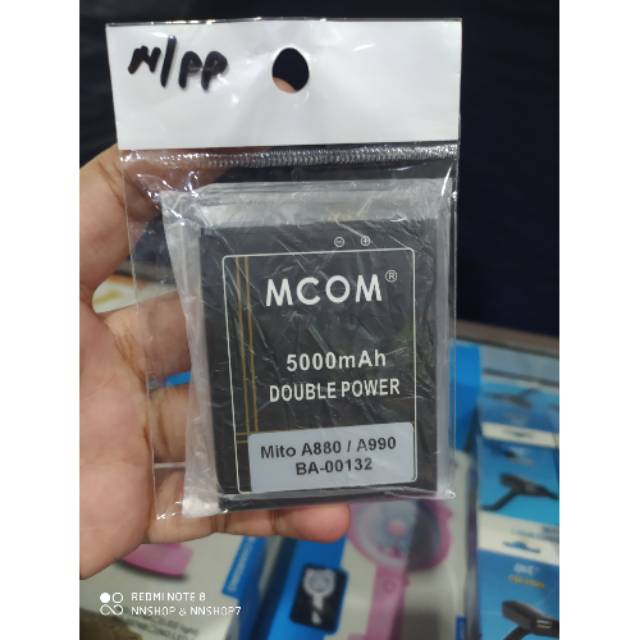 N/PP
⊖ ⊕
MCOM®
5000mAh
DOUBLE POWER
Mito A880 / A990
BA-00132
REDMI NOTE 8
NNSHOP & NNSHOP7